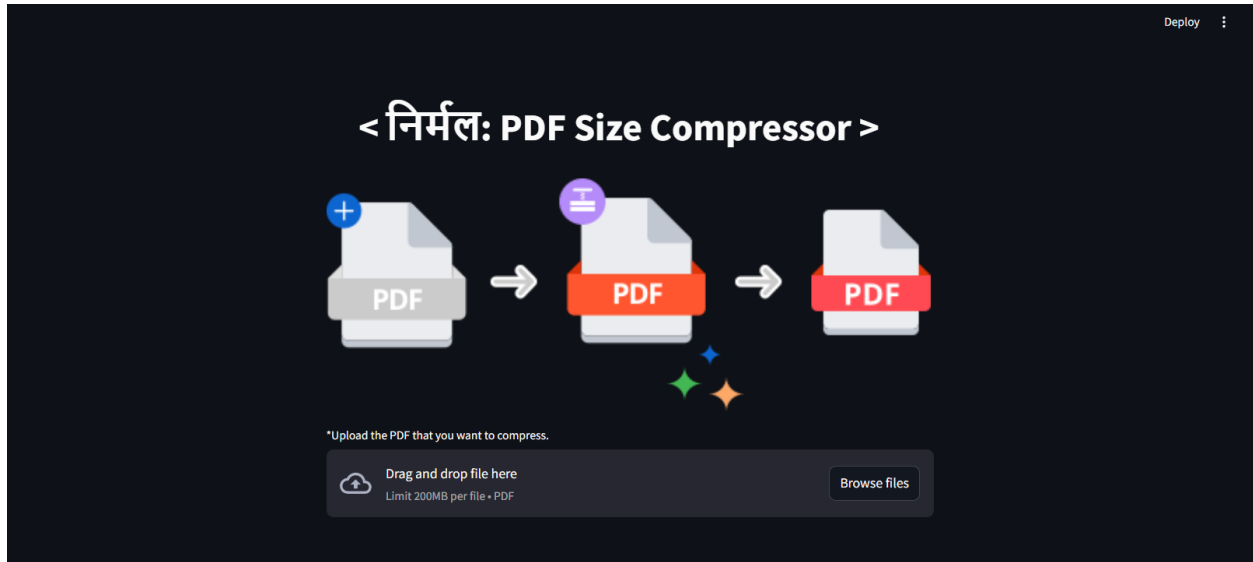 Deploy
< निर्मल: PDF Size Compressor >
PDF PDF PDF
*Upload the PDF that you want to compress.
Drag and drop file here
Limit 200MB per file • PDF
Browse files